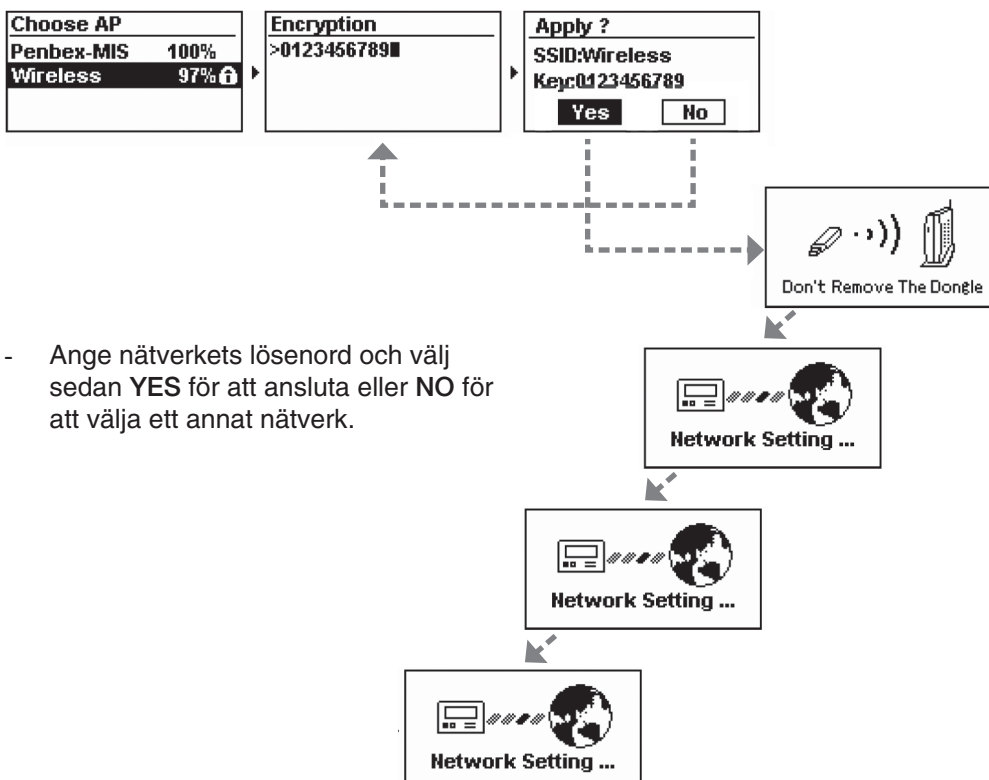 Choose AP
Penbex-MIS 100%
Wireless 97%
Encryption
>0123456789
Apply ?
SSID:Wireless
Key:0123456789
Yes No
Don't Remove The Dongle
- Ange nätverkets lösenord och välj
sedan YES för att ansluta eller NO för
att välja ett annat nätverk.
Network Setting ...
Network Setting ...
Network Setting ...